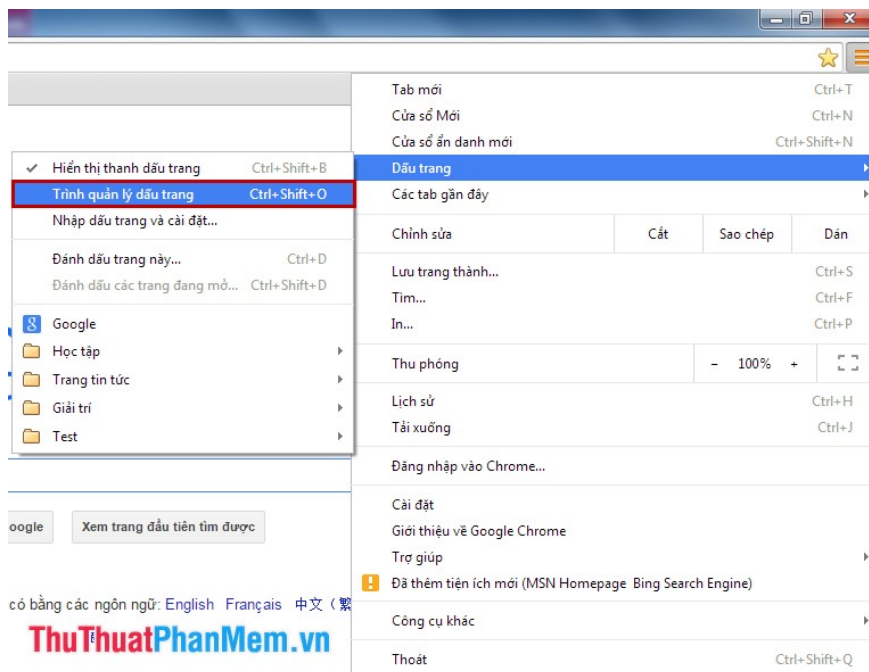 Tab mới Ctrl+T
Cửa sổ Mới Ctrl+N
Cửa sổ ẩn danh mới Ctrl+Shift+N
Dấu trang
Các tab gần đây
Chỉnh sửa Cắt Sao chép Dán
Lưu trang thành... Ctrl+S
Tìm... Ctrl+F
In... Ctrl+P
Thu phóng - 100% +
Lịch sử Ctrl+H
Tải xuống Ctrl+J
Đăng nhập vào Chrome...
Cài đặt
Giới thiệu về Google Chrome
Trợ giúp
Đã thêm tiện ích mới (MSN Homepage Bing Search Engine)
Công cụ khác
Thoát Ctrl+Shift+Q
Hiển thị thanh dấu trang Ctrl+Shift+B
Trình quản lý dấu trang Ctrl+Shift+O
Nhập dấu trang và cài đặt...
Đánh dấu trang này... Ctrl+D
Đánh dấu các trang đang mở... Ctrl+Shift+D
8 Google
Học tập
Trang tin tức
Giải trí
Test
oogle Xem trang đầu tiên tìm được
có bằng các ngôn ngữ: English Français 中文 (繁
ThuThuatPhanMem.vn